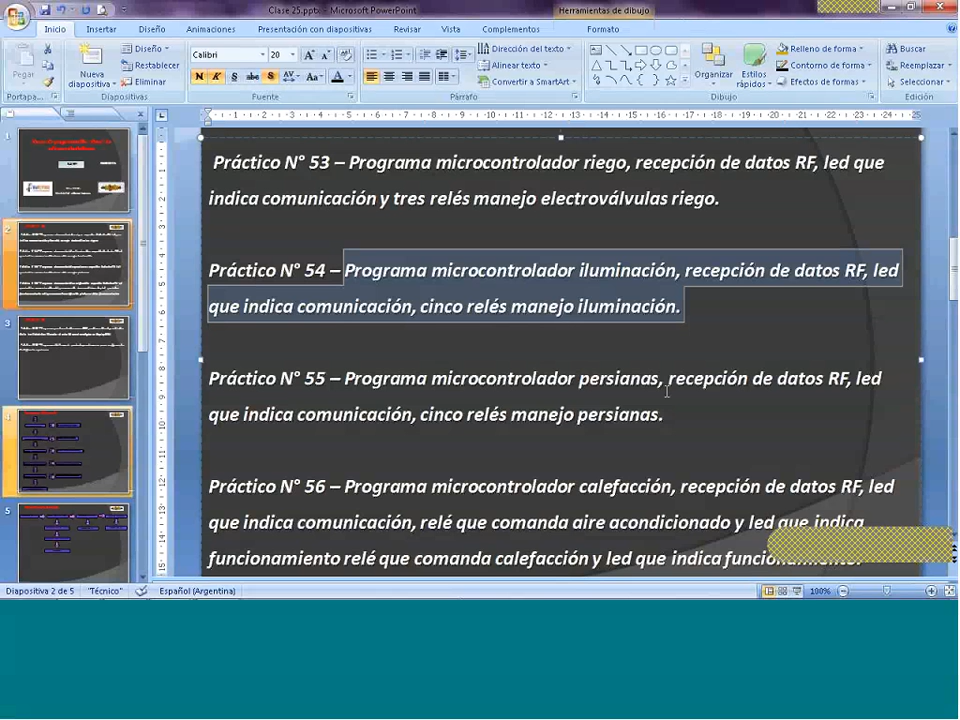 Clase 25.pptx - Microsoft PowerPoint
Herramientas de dibujo
Inicio Insertar Diseño Animaciones Presentación con diapositivas Revisar Vista Complementos Formato
Pegar
Nueva diapositiva
Diseño
Restablecer
Eliminar
Calibri 20
Dirección del texto
Alinear texto
Convertir a SmartArt
Organizar
Estilos rápidos
Relleno de forma
Contorno de forma
Efectos de formas
Buscar
Reemplazar
Seleccionar
Portapa... Diapositivas Fuente Párrafo Dibujo Edición
Práctico N° 53 – Programa microcontrolador riego, recepción de datos RF, led que
indica comunicación y tres relés manejo electroválvulas riego.
Práctico N° 54 – Programa microcontrolador iluminación, recepción de datos RF, led
que indica comunicación, cinco relés manejo iluminación.
Práctico N° 55 – Programa microcontrolador persianas, recepción de datos RF, led
que indica comunicación, cinco relés manejo persianas.
Práctico N° 56 – Programa microcontrolador calefacción, recepción de datos RF, led
que indica comunicación, relé que comanda aire acondicionado y led que indica
funcionamiento relé que comanda calefacción y led que indica
Diapositiva 2 de 5 "Técnico" Español (Argentina) 100%